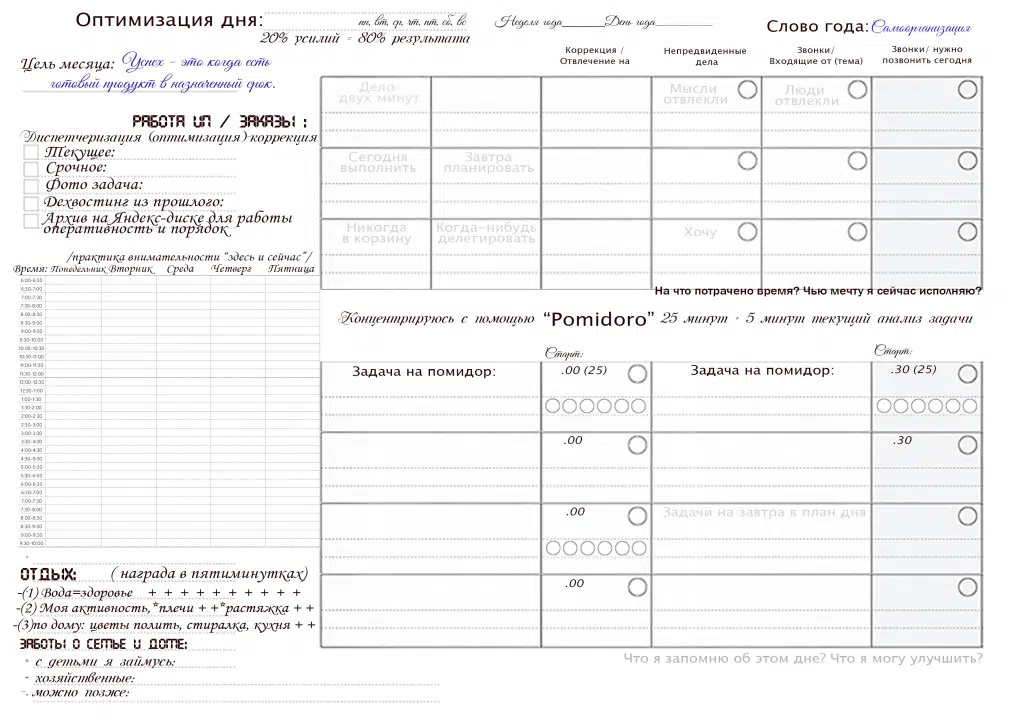 Оптимизация дня:
пн, вт, ср, чт, пт, сб, вс
Неделя года______День года________
Слово года: Самоорганизация
20% усилий = 80% результата
Цель месяца: Успех - это когда есть
готовый продукт в назначенный срок.
Коррекция /
Отвлечение на
Непредвиденные
дела
Звонки/
Входящие от (тема)
Звонки/ нужно
позвонить сегодня
Дело
двух минут
Мысли
отвлекли
Люди
отвлекли
Сегодня
выполнить
Завтра
планировать
Никогда
в корзину
Когда-нибудь
делегировать
Хочу
РАБОТА ИП / ЗАКАЗЫ :
Диспетчеризация (оптимизация)-коррекция
Текущее:
Срочное:
Фото задача:
Дехвостинг из прошлого:
Архив на Яндекс-диске для работы
оперативность и порядок
/практика внимательности "здесь и сейчас"/
Время: Понедельник Вторник Среда Четверг Пятница
6:00-6:30
6:30-7:00
7:00-7:30
7:30-8:00
8:00-8:30
8:30-9:00
9:00-9:30
9:30-10:00
10:00-10:30
10:30-11:00
11:00-11:30
11:30-12:00
12:00-12:30
12:30-1:00
1:00-1:30
1:30-2:00
2:00-2:30
2:30-3:00
3:00-3:30
3:30-4:00
4:00-4:30
4:30-5:00
5:00-5:30
5:30-6:00
6:00-6:30
6:30-7:00
7:00-7:30
7:30-8:00
8:00-8:30
8:30-9:00
9:00-9:30
9:30-10:00
На что потрачено время? Чью мечту я сейчас исполняю?
Концентрируюсь с помощью "Pomidoro" 25 минут + 5 минут текущий анализ задачи
Старт:
Старт:
Задача на помидор:
.00 (25)
Задача на помидор:
.30 (25)
.00
.30
.00
Задачи на завтра в план дня
.00
Что я запомню об этом дне? Что я могу улучшить?
ОТДЫХ: ( награда в пятиминутках)
-(1) Вода=здоровье + + + + + + + + + +
-(2) Моя активность,*плечи + +*растяжка + +
-(3)по дому: цветы полить, стиралка, кухня + +
ЗАБОТЫ О СЕМЬЕ И ДОМЕ:
- с детьми я займусь:
- хозяйственные:
- можно позже: